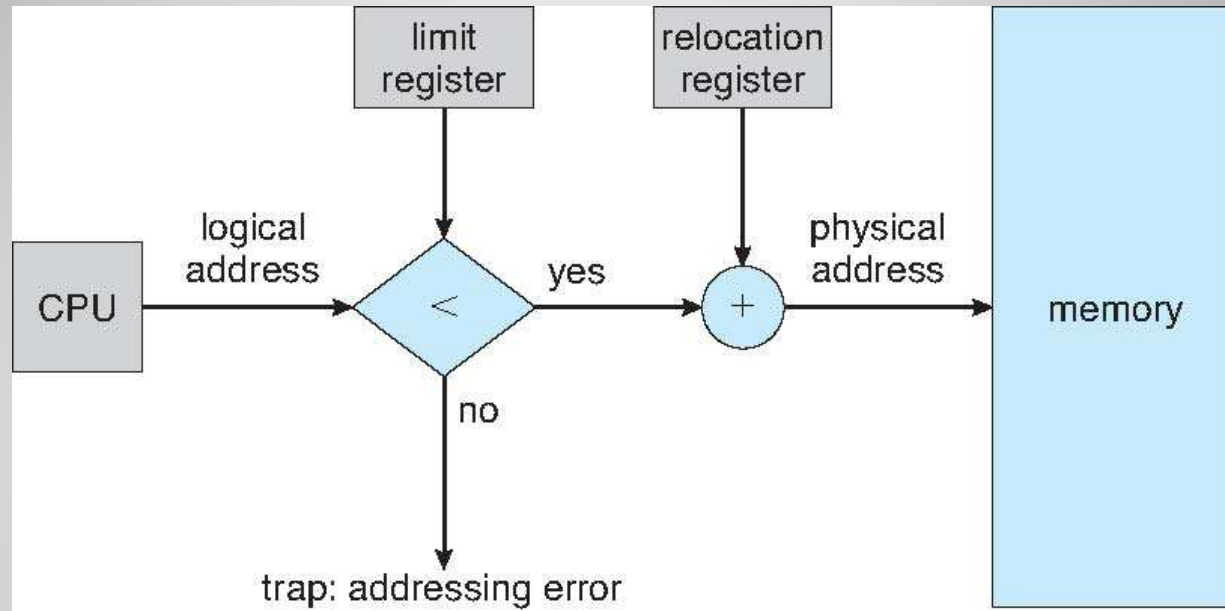 limit
register
relocation
register
logical
address
yes
physical
address
CPU
<
+
memory
no
trap: addressing error